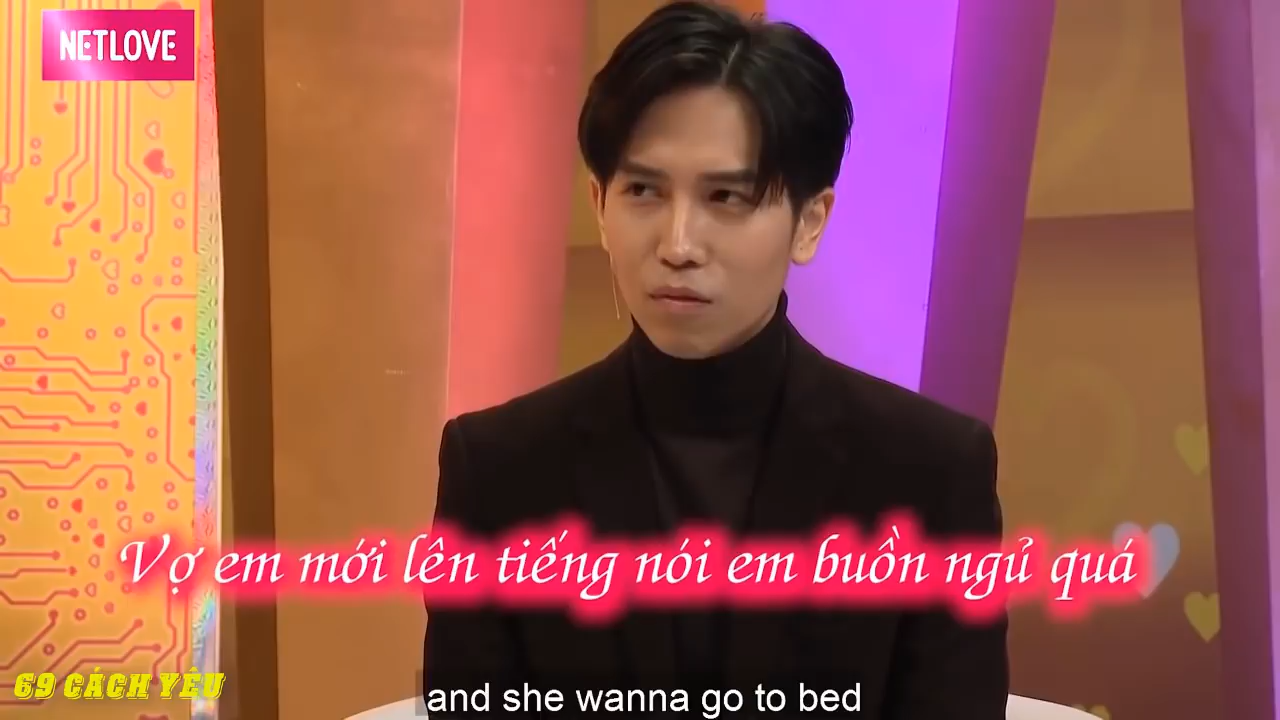 NETLOVE
Vợ em mới lên tiếng nói em buồn ngủ quá
69 CÁCH YÊU
and she wanna go to bed